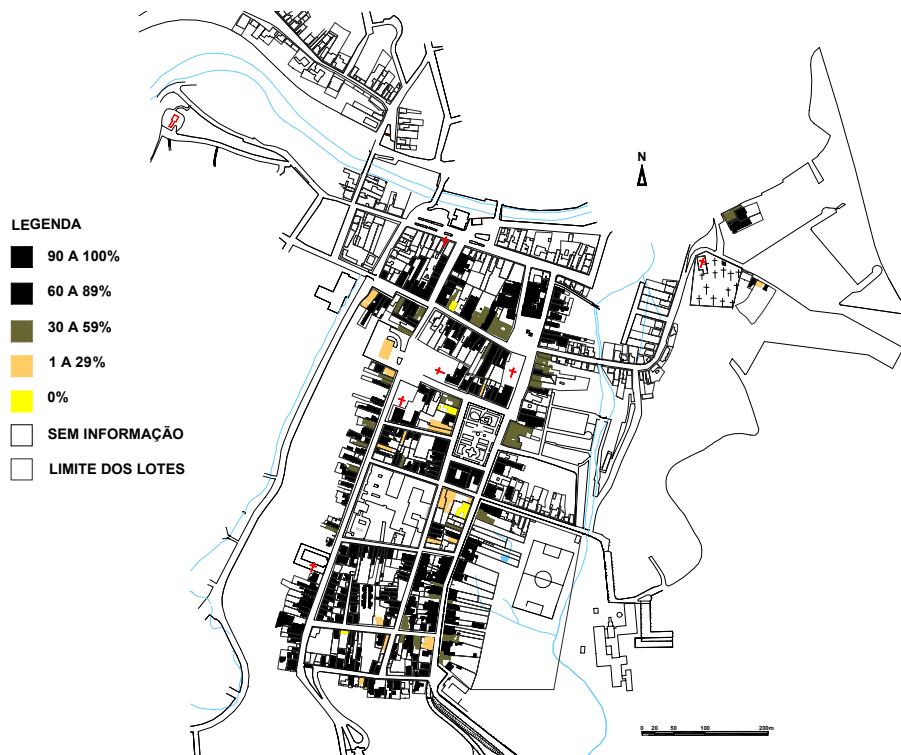 N
LEGENDA
90 A 100%
60 A 89%
30 A 59%
1 A 29%
0%
SEM INFORMAÇÃO
LIMITE DOS LOTES
0 20 50 100 200m